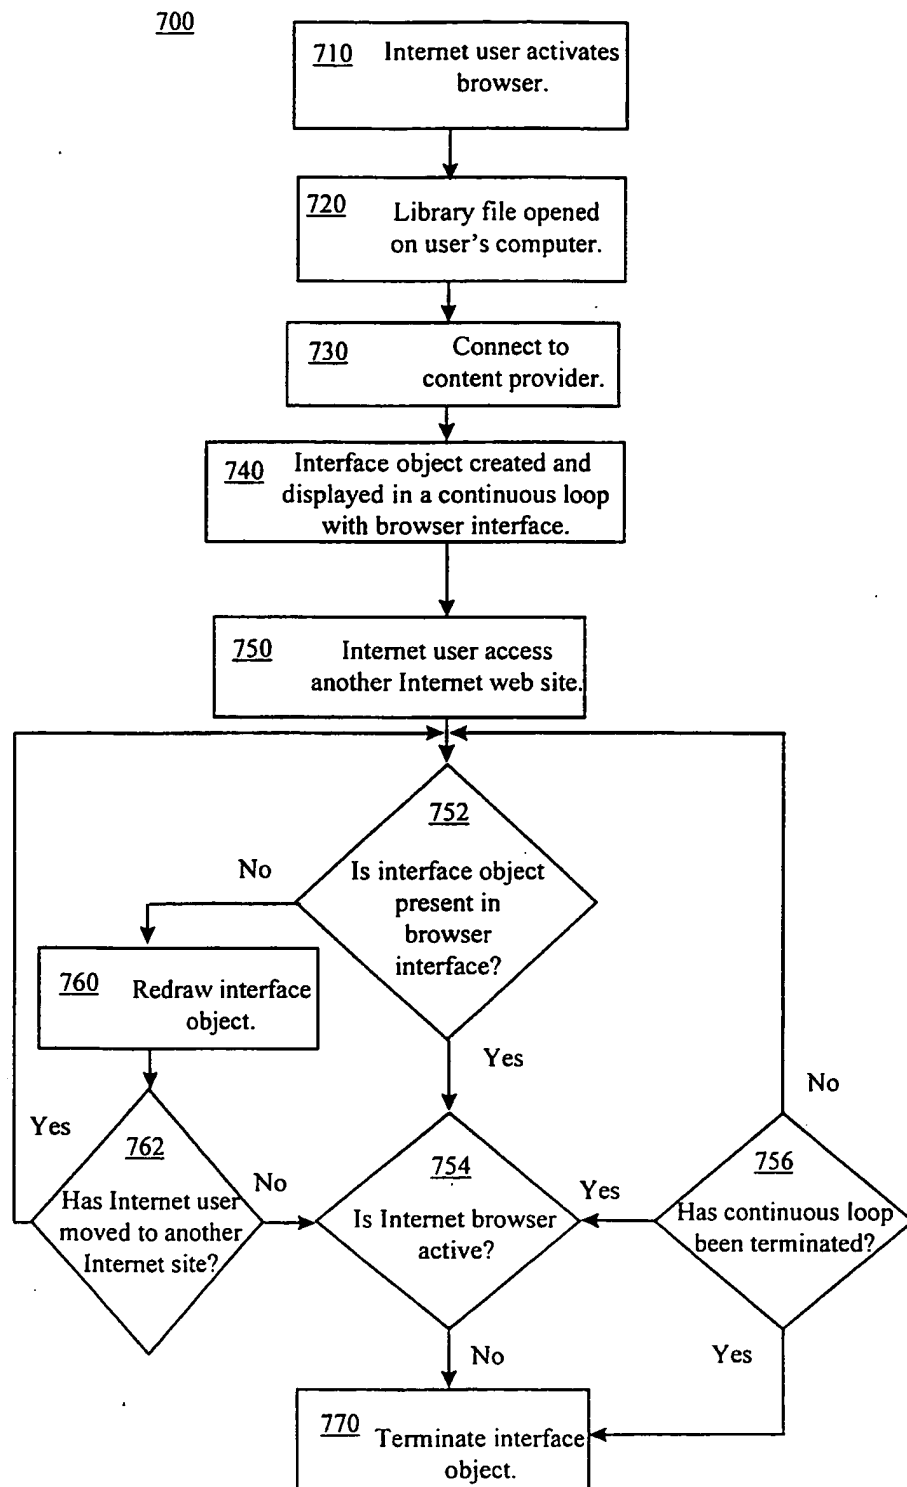 700
710 Internet user activates
browser.
720 Library file opened
on user's computer.
730 Connect to
content provider.
740 Interface object created and
displayed in a continuous loop
with browser interface.
750 Internet user access
another Internet web site.
752
Is interface object
present in
browser
interface?
No
760 Redraw interface
object.
Yes
No
Yes
762
Has Internet user
moved to another
Internet site?
No
754
Is Internet browser
active?
Yes
756
Has continuous loop
been terminated?
No
Yes
770 Terminate interface
object.